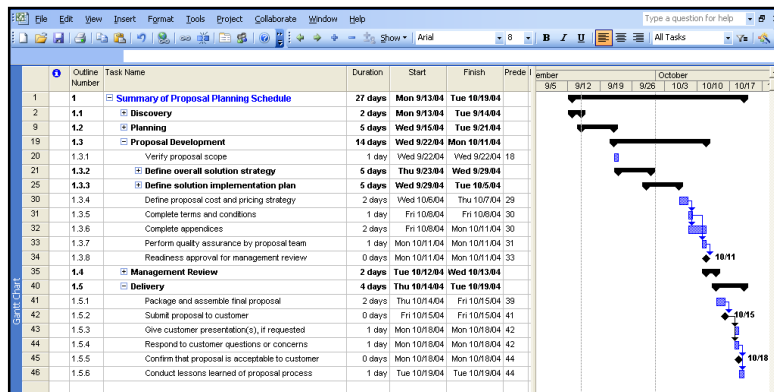 File Edit View Insert Format Tools Project Collaborate Window Help Type a question for help
Show Arial 8 B I U All Tasks
Outline Number Task Name Duration Start Finish Prede
ember October
9/5 9/12 9/19 9/26 10/3 10/10 10/17
1 1 Summary of Proposal Planning Schedule 27 days Mon 9/13/04 Tue 10/19/04
2 1.1 Discovery 2 days Mon 9/13/04 Tue 9/14/04
9 1.2 Planning 5 days Wed 9/15/04 Tue 9/21/04
19 1.3 Proposal Development 14 days Wed 9/22/04 Mon 10/11/04
20 1.3.1 Verify proposal scope 1 day Wed 9/22/04 Wed 9/22/04 18
21 1.3.2 Define overall solution strategy 5 days Thu 9/23/04 Wed 9/29/04
25 1.3.3 Define solution implementation plan 5 days Wed 9/29/04 Tue 10/5/04
30 1.3.4 Define proposal cost and pricing strategy 2 days Wed 10/6/04 Thu 10/7/04 29
31 1.3.5 Complete terms and conditions 1 day Fri 10/8/04 Fri 10/8/04 30
32 1.3.6 Complete appendices 2 days Fri 10/8/04 Mon 10/11/04 30
33 1.3.7 Perform quality assurance by proposal team 1 day Mon 10/11/04 Mon 10/11/04 31
34 1.3.8 Readiness approval for management review 0 days Mon 10/11/04 Mon 10/11/04 33 10/11
35 1.4 Management Review 2 days Tue 10/12/04 Wed 10/13/04
40 1.5 Delivery 4 days Thu 10/14/04 Tue 10/19/04
41 1.5.1 Package and assemble final proposal 2 days Thu 10/14/04 Fri 10/15/04 39
42 1.5.2 Submit proposal to customer 0 days Fri 10/15/04 Fri 10/15/04 41 10/15
43 1.5.3 Give customer presentation(s), if requested 1 day Mon 10/18/04 Mon 10/18/04 42
44 1.5.4 Respond to customer questions or concerns 1 day Mon 10/18/04 Mon 10/18/04 42
45 1.5.5 Confirm that proposal is acceptable to customer 0 days Mon 10/18/04 Mon 10/18/04 44 10/18
46 1.5.6 Conduct lessons learned of proposal process 1 day Tue 10/19/04 Tue 10/19/04 44
Gantt Chart